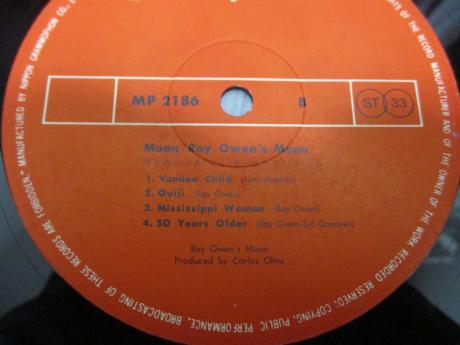 MP 2186 B ST 33
Moon Ray Owen's Moon
1. Voodoo Child (Jimi Hendrix)
2. Ouiji (Ray Owen)
3. Mississippi Woman (Ray Owen)
4. 50 Years Older (Ray Owen-Sid Gardner)
Ray Owen's Moon
Produced by Carlos Olms
MANUFACTURED BY NIPPON GRAMMOPHON CO.,
OF THE RECORD MANUFACTURER AND OF THE OWNER OF THE WORK RECORDED RESERVED. COPYING, PUBLIC PERFORMANCE, BROADCASTING OF THESE RECORDS ARE FORBIDDEN.